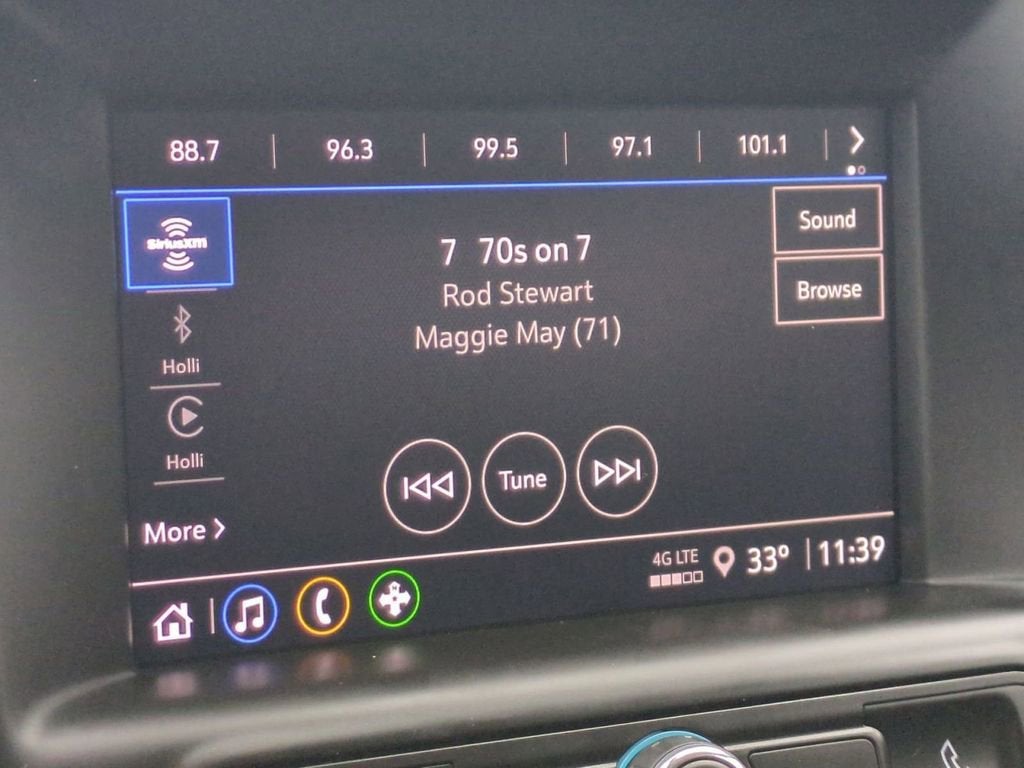 88.7 96.3 99.5 97.1 101.1
SiriusXM
7 70s on 7
Rod Stewart
Maggie May (71)
Sound
Browse
Holli
Holli
Tune
More
4G LTE
33° 11:39